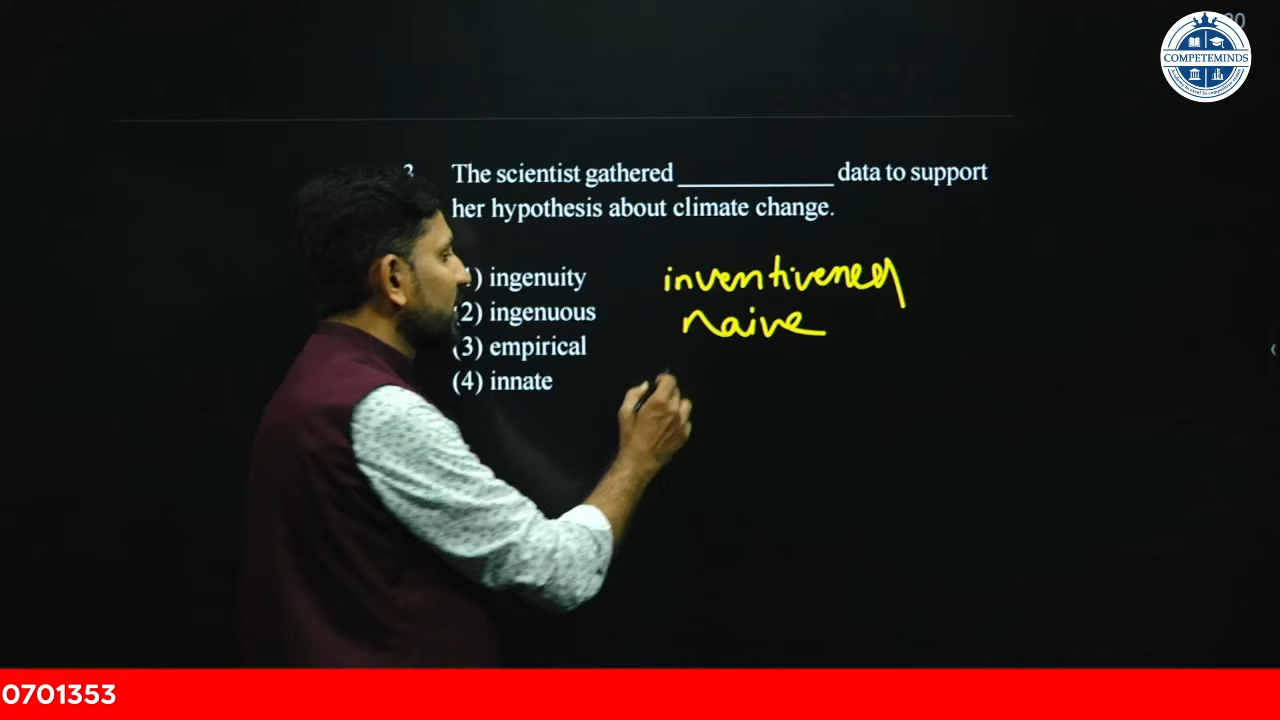 COMPETEMINDS
3
The scientist gathered ____________ data to support
her hypothesis about climate change.
) ingenuity
inventiveness
(2) ingenuous
naive
(3) empirical
(4) innate
0701353